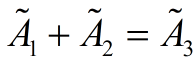 Ã₁ + Ã₂ = Ã₃